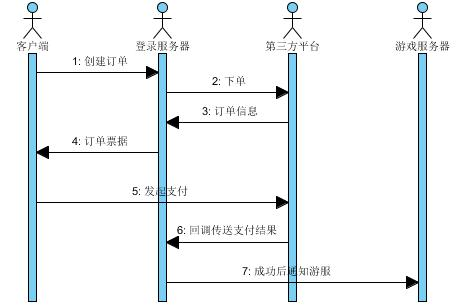 客户端
登录服务器
第三方平台
游戏服务器
1: 创建订单
2: 下单
3: 订单信息
4: 订单票据
5: 发起支付
6: 回调传送支付结果
7: 成功后通知游服